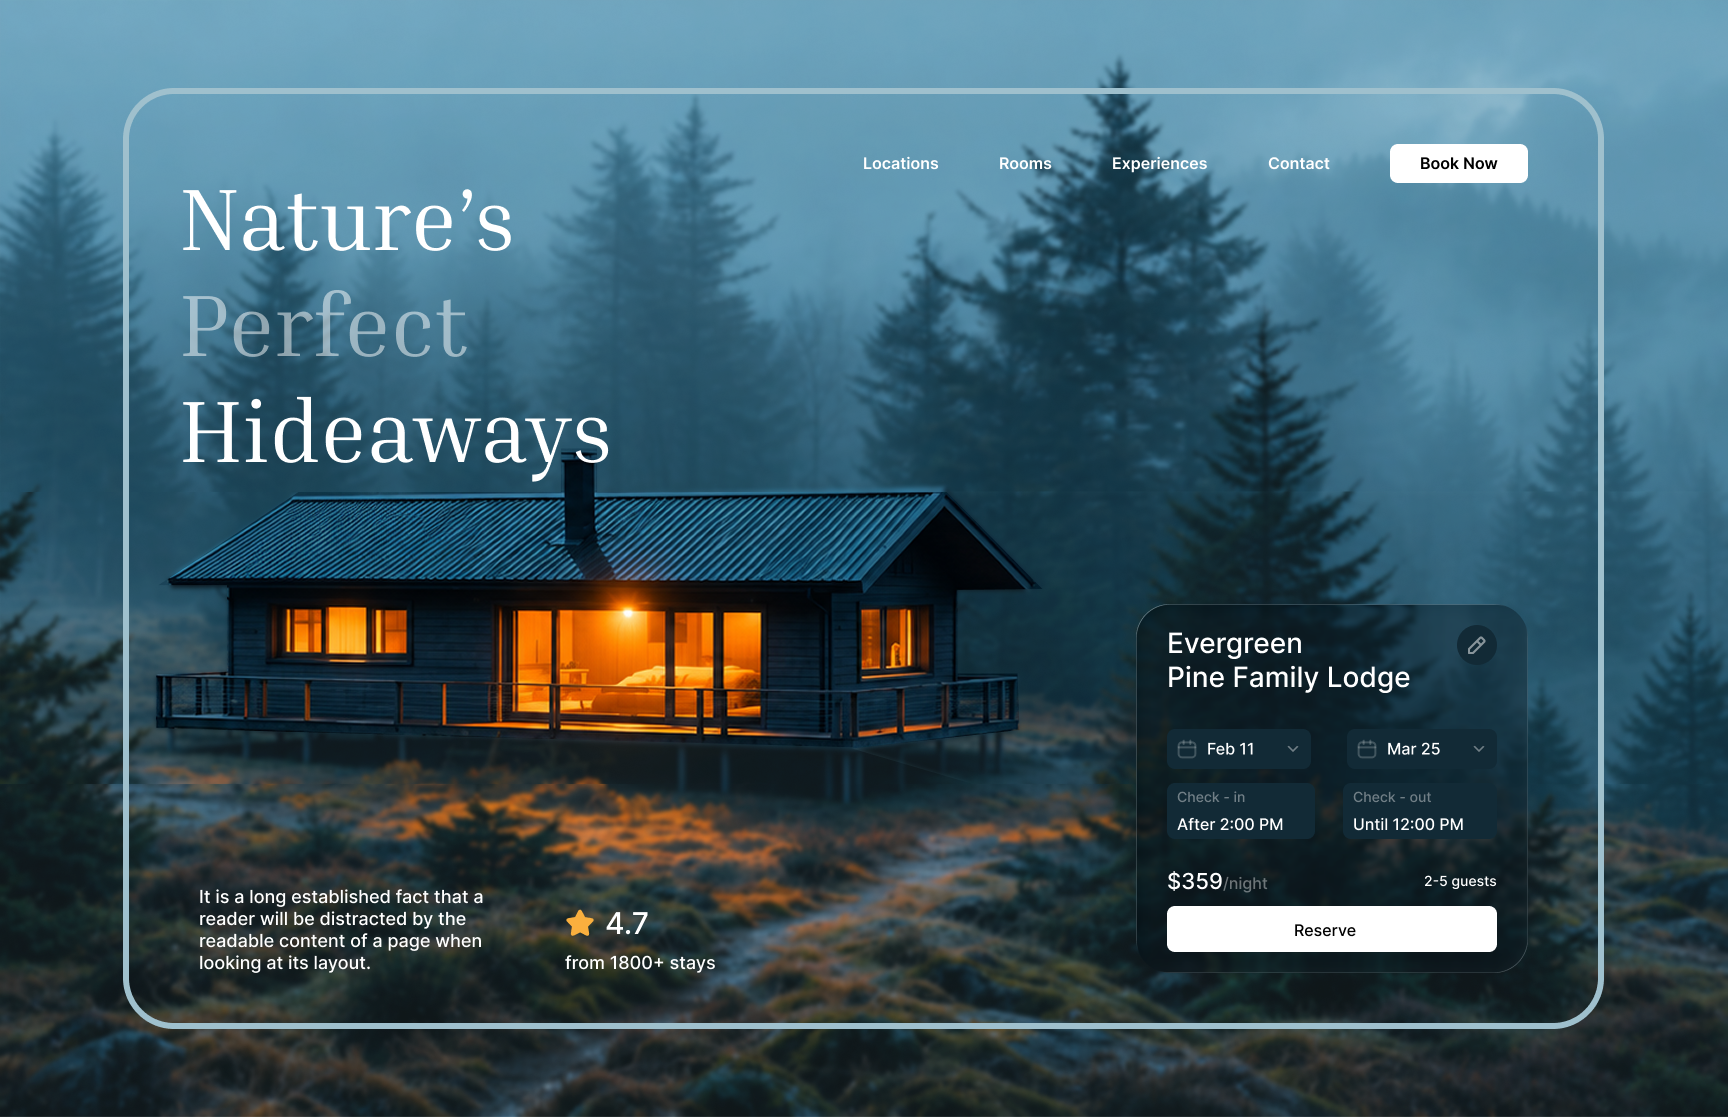 Locations
Rooms
Experiences
Contact
Book Now
Nature’s
Perfect
Hideaways
Evergreen
Pine Family Lodge
Feb 11
Mar 25
Check - in
After 2:00 PM
Check - out
Until 12:00 PM
$359/night
2-5 guests
Reserve
It is a long established fact that a
reader will be distracted by the
readable content of a page when
looking at its layout.
4.7
from 1800+ stays